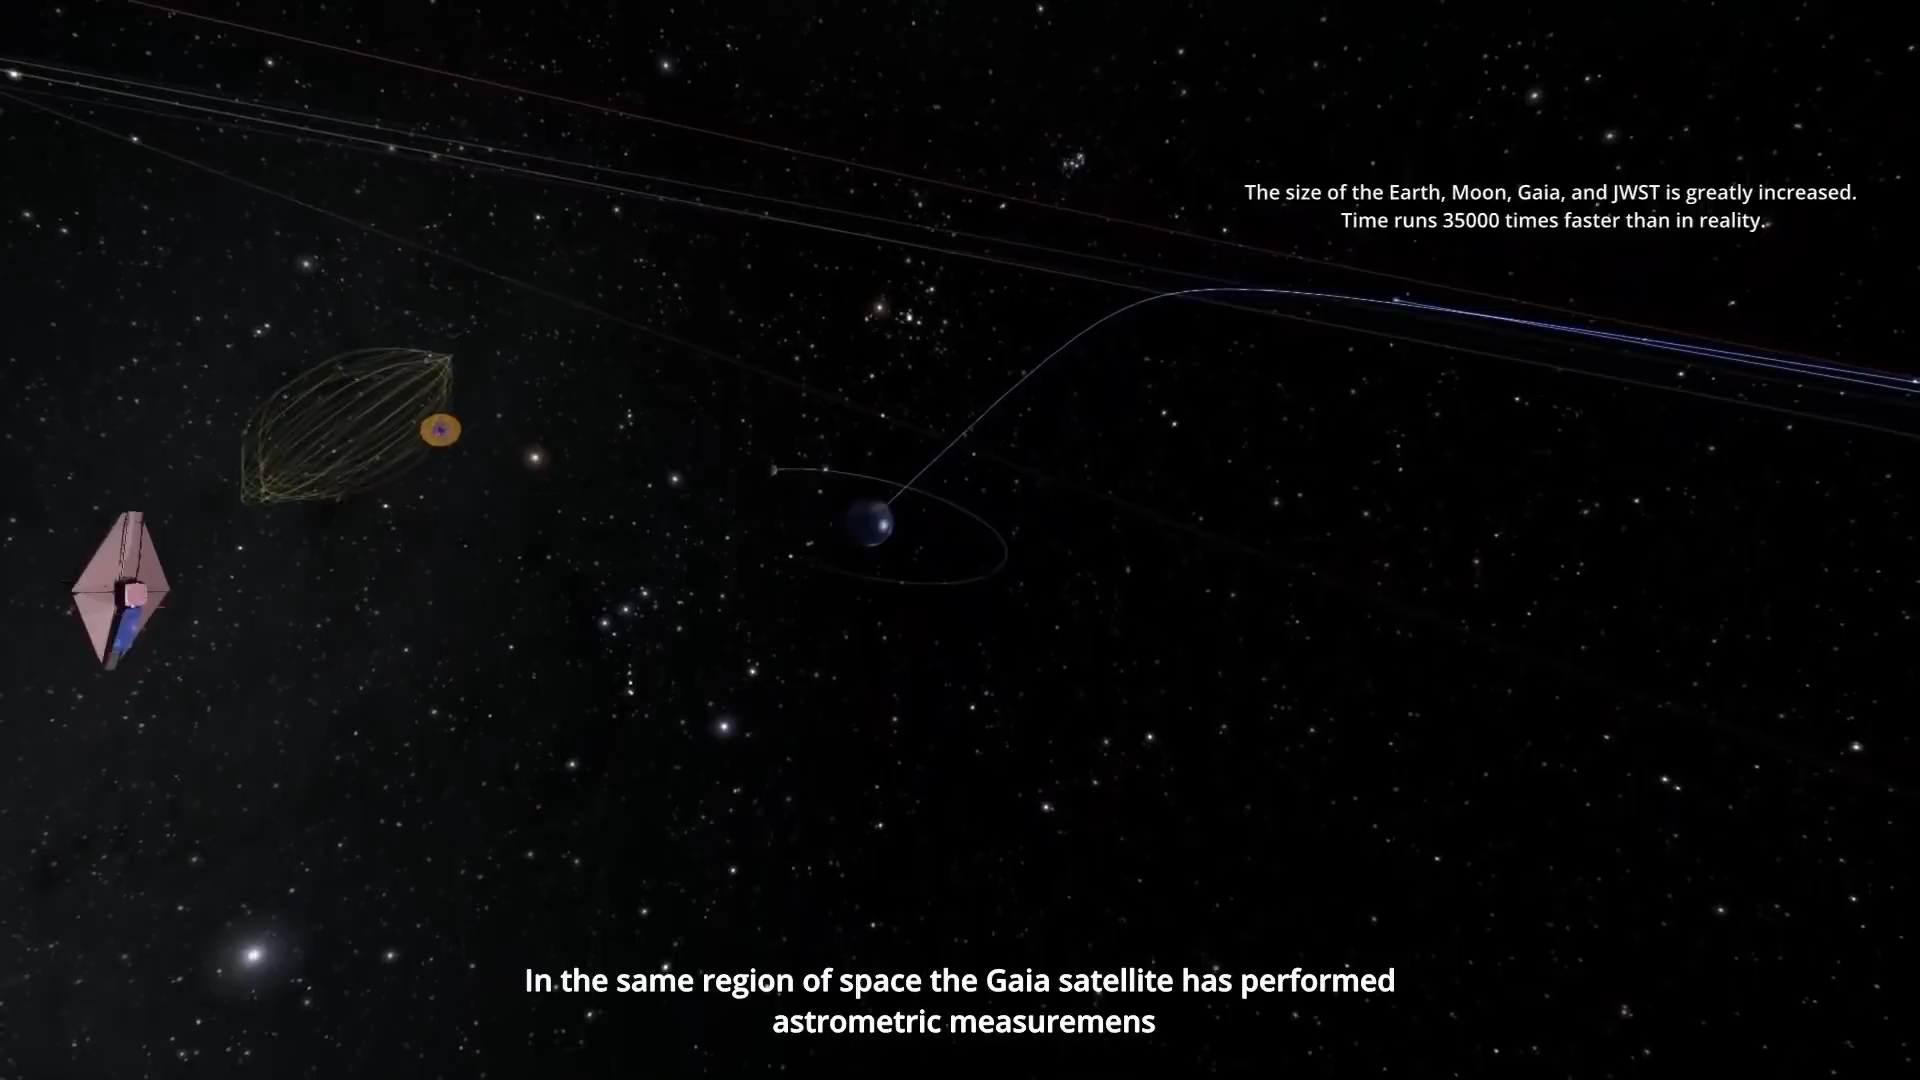 The size of the Earth, Moon, Gaia, and JWST is greatly increased.
Time runs 35000 times faster than in reality.
In the same region of space the Gaia satellite has performed
astrometric measuremens